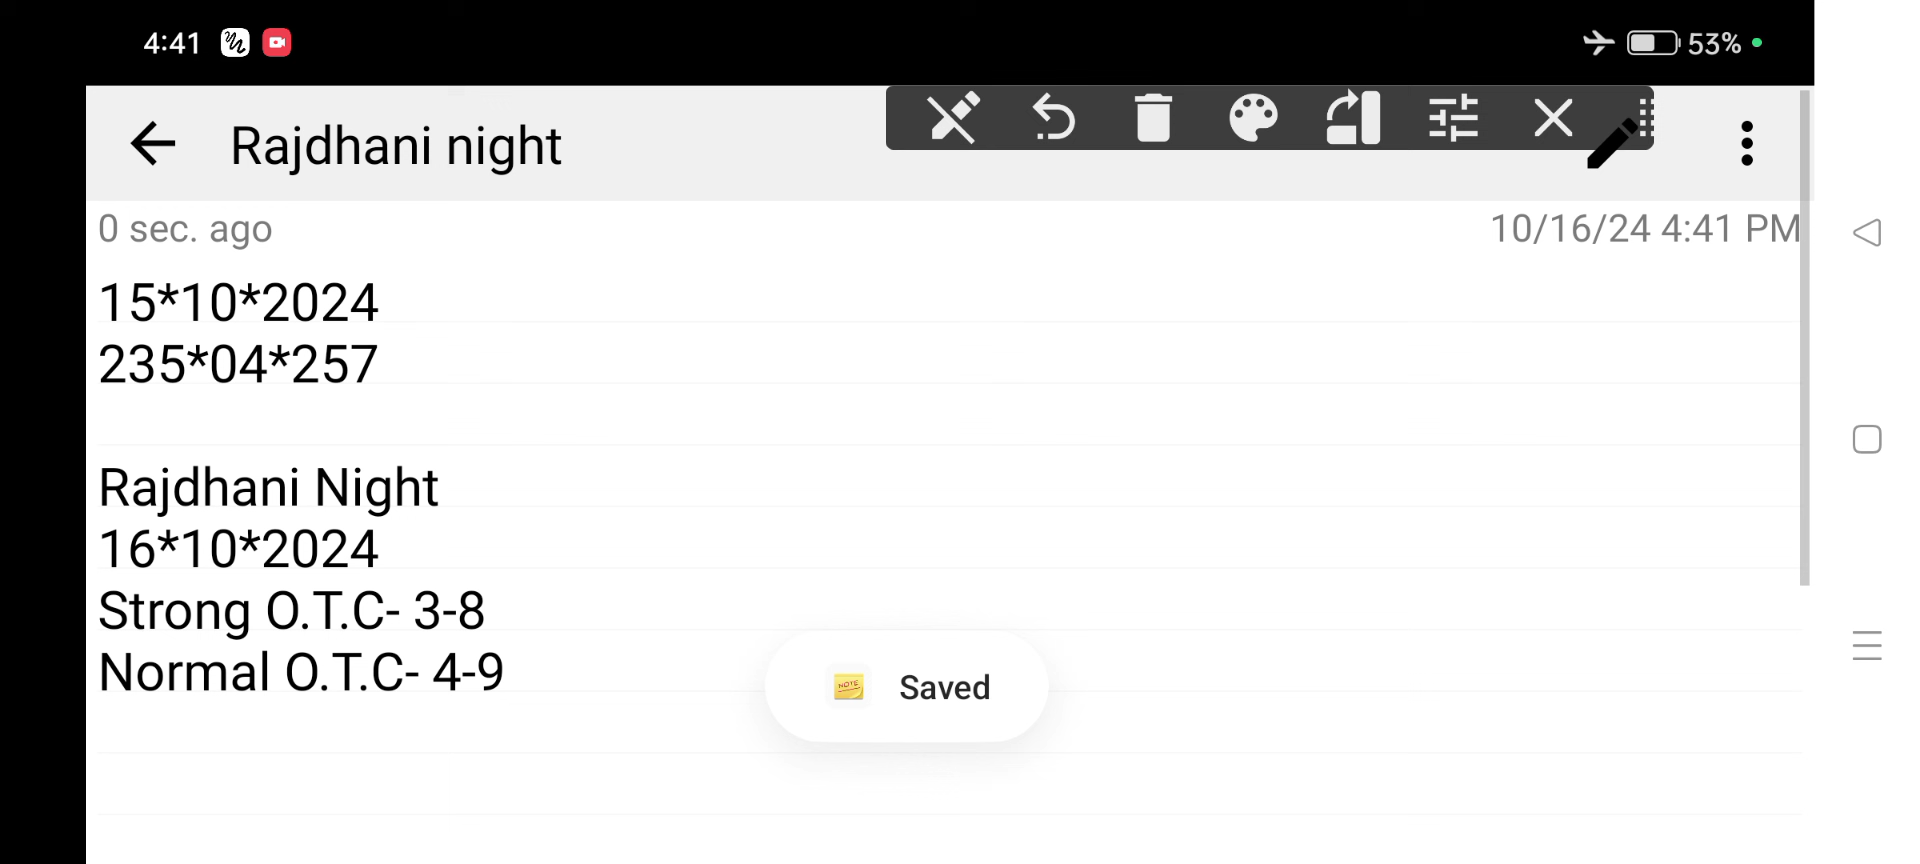 4:41
53%
Rajdhani night
0 sec. ago
10/16/24 4:41 PM
15*10*2024
235*04*257
Rajdhani Night
16*10*2024
Strong O.T.C- 3-8
Normal O.T.C- 4-9
NOTE
Saved